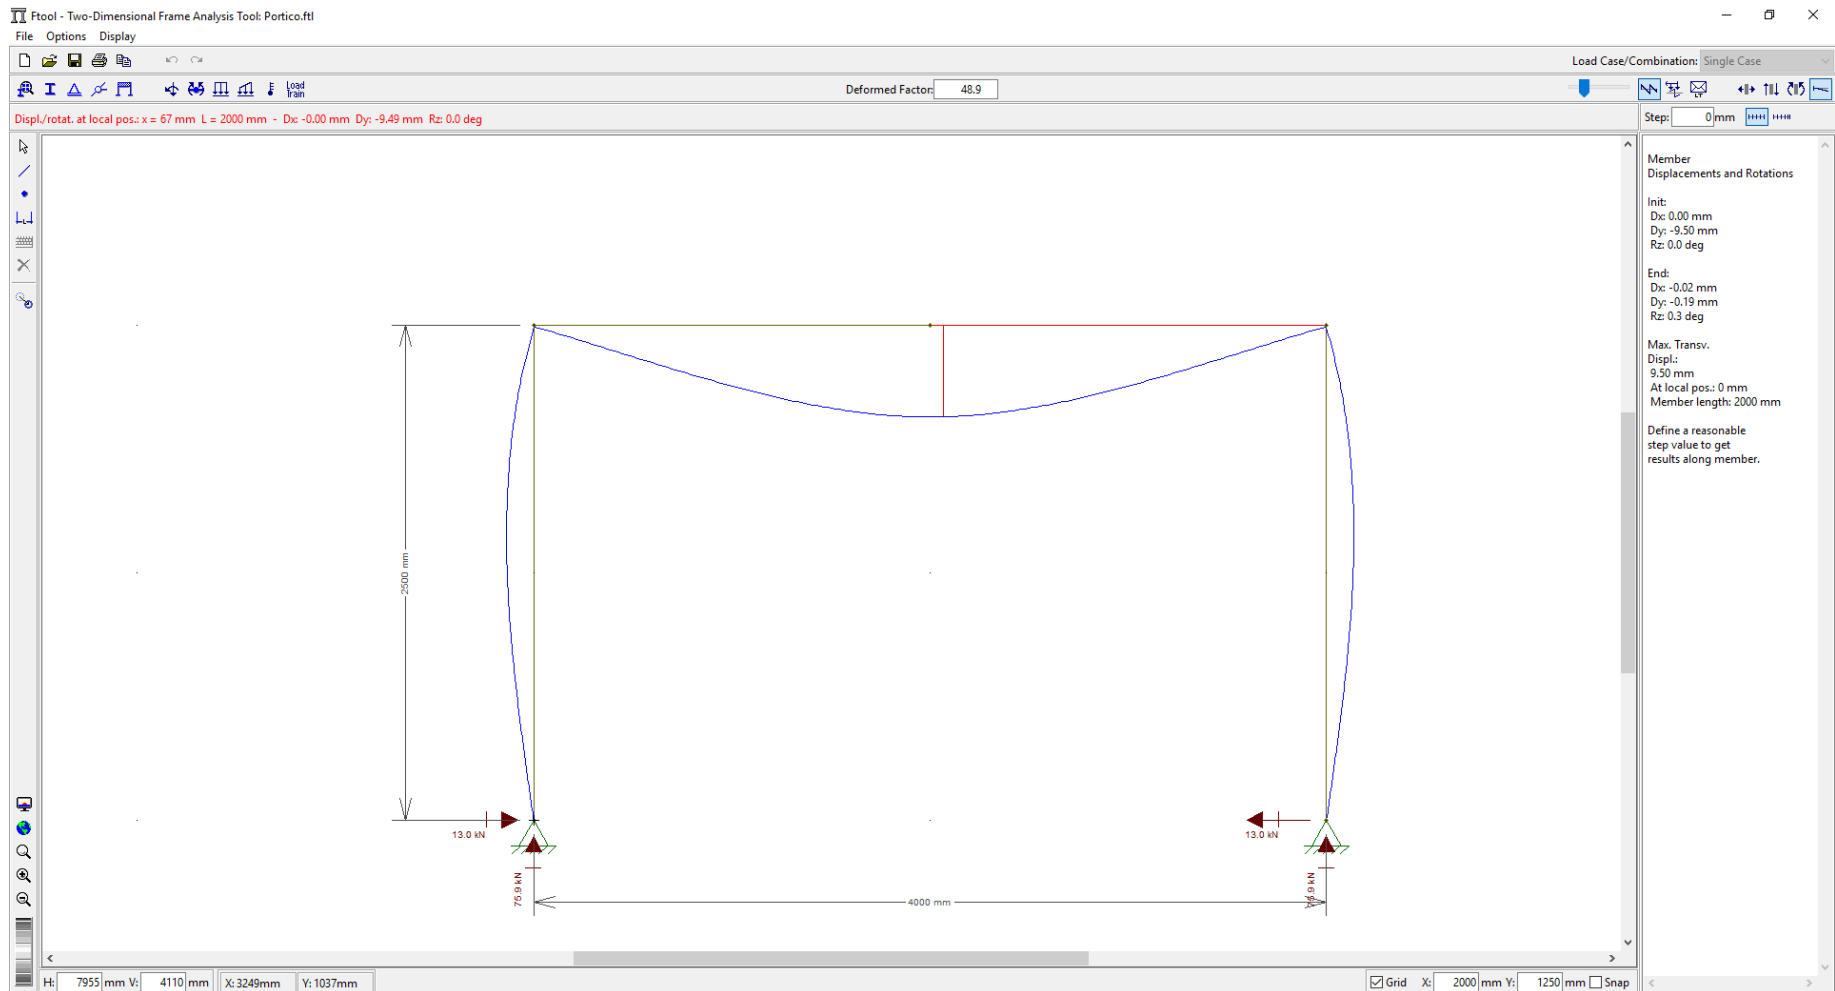 Ftool - Two-Dimensional Frame Analysis Tool: Portico.ftl
File Options Display
Load Case/Combination: Single Case
Load Train
Deformed Factor: 48.9
Displ./rotat. at local pos.: x = 67 mm L = 2000 mm - Dx: -0.00 mm Dy: -9.49 mm Rz: 0.0 deg
Step: 0 mm
Member
Displacements and Rotations
Init:
Dx: 0.00 mm
Dy: -9.50 mm
Rz: 0.0 deg
End:
Dx: -0.02 mm
Dy: -0.19 mm
Rz: 0.3 deg
Max. Transv.
Displ.:
9.50 mm
At local pos.: 0 mm
Member length: 2000 mm
Define a reasonable
step value to get
results along member.
2500 mm
13.0 kN
13.0 kN
75.9 kN
75.9 kN
4000 mm
H: 7955 mm V: 4110 mm X: 3249mm Y: 1037mm
Grid X: 2000 mm Y: 1250 mm Snap